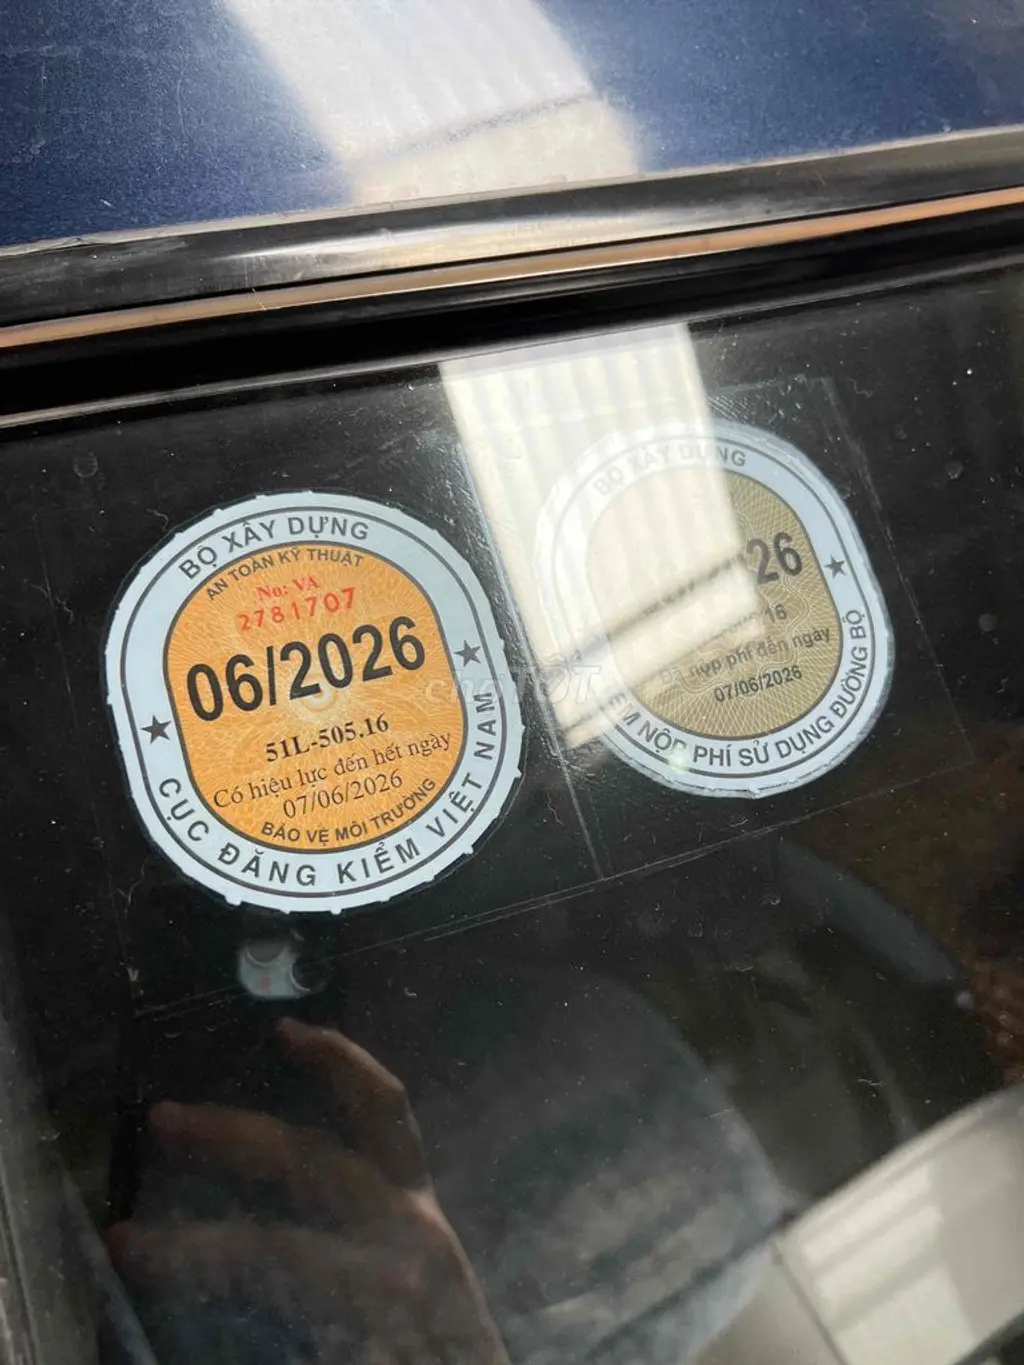 BỘ XÂY DỰNG
AN TOÀN KỸ THUẬT
No: VA
2781707
06/2026
51L-505.16
Có hiệu lực đến hết ngày
07/06/2026
BẢO VỆ MÔI TRƯỜNG
CỤC ĐĂNG KIỂM VIỆT NAM
BỘ XÂY DỰNG
26
16
nộp phí đến ngày
07/06/2026
NỘP PHÍ SỬ DỤNG ĐƯỜNG BỘ
chợTỐT